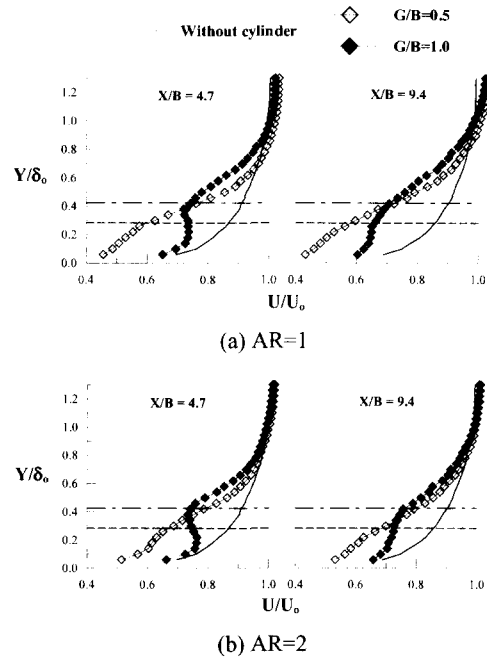 Without cylinder
G/B=0.5
G/B=1.0
X/B = 4.7
X/B = 9.4
1.2
1.0
0.8
Y/δₒ
0.6
0.4
0.2
0.0
0.4 0.6 0.8 1.0 0.4 0.6 0.8 1.0
U/Uₒ
(a) AR=1
X/B = 4.7
X/B = 9.4
1.2
1.0
0.8
Y/δₒ
0.6
0.4
0.2
0.0
0.4 0.6 0.8 1.0 0.4 0.6 0.8 1.0
U/Uₒ
(b) AR=2